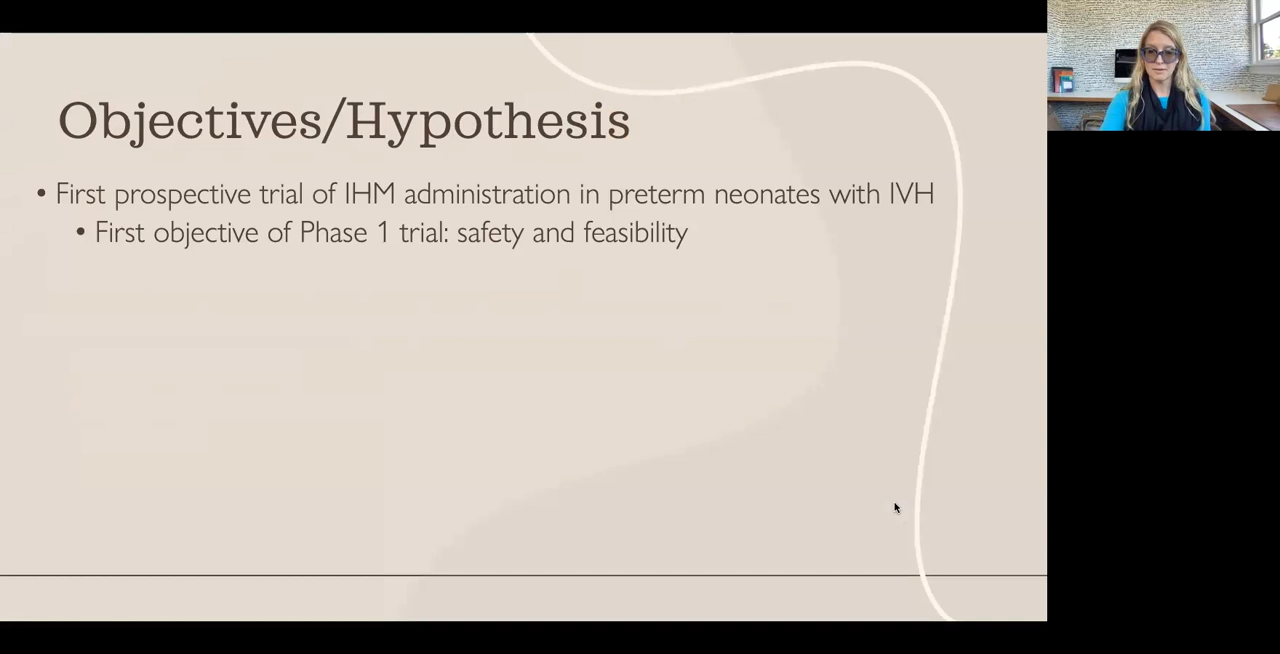 Objectives/Hypothesis
• First prospective trial of IHM administration in preterm neonates with IVH
• First objective of Phase 1 trial: safety and feasibility